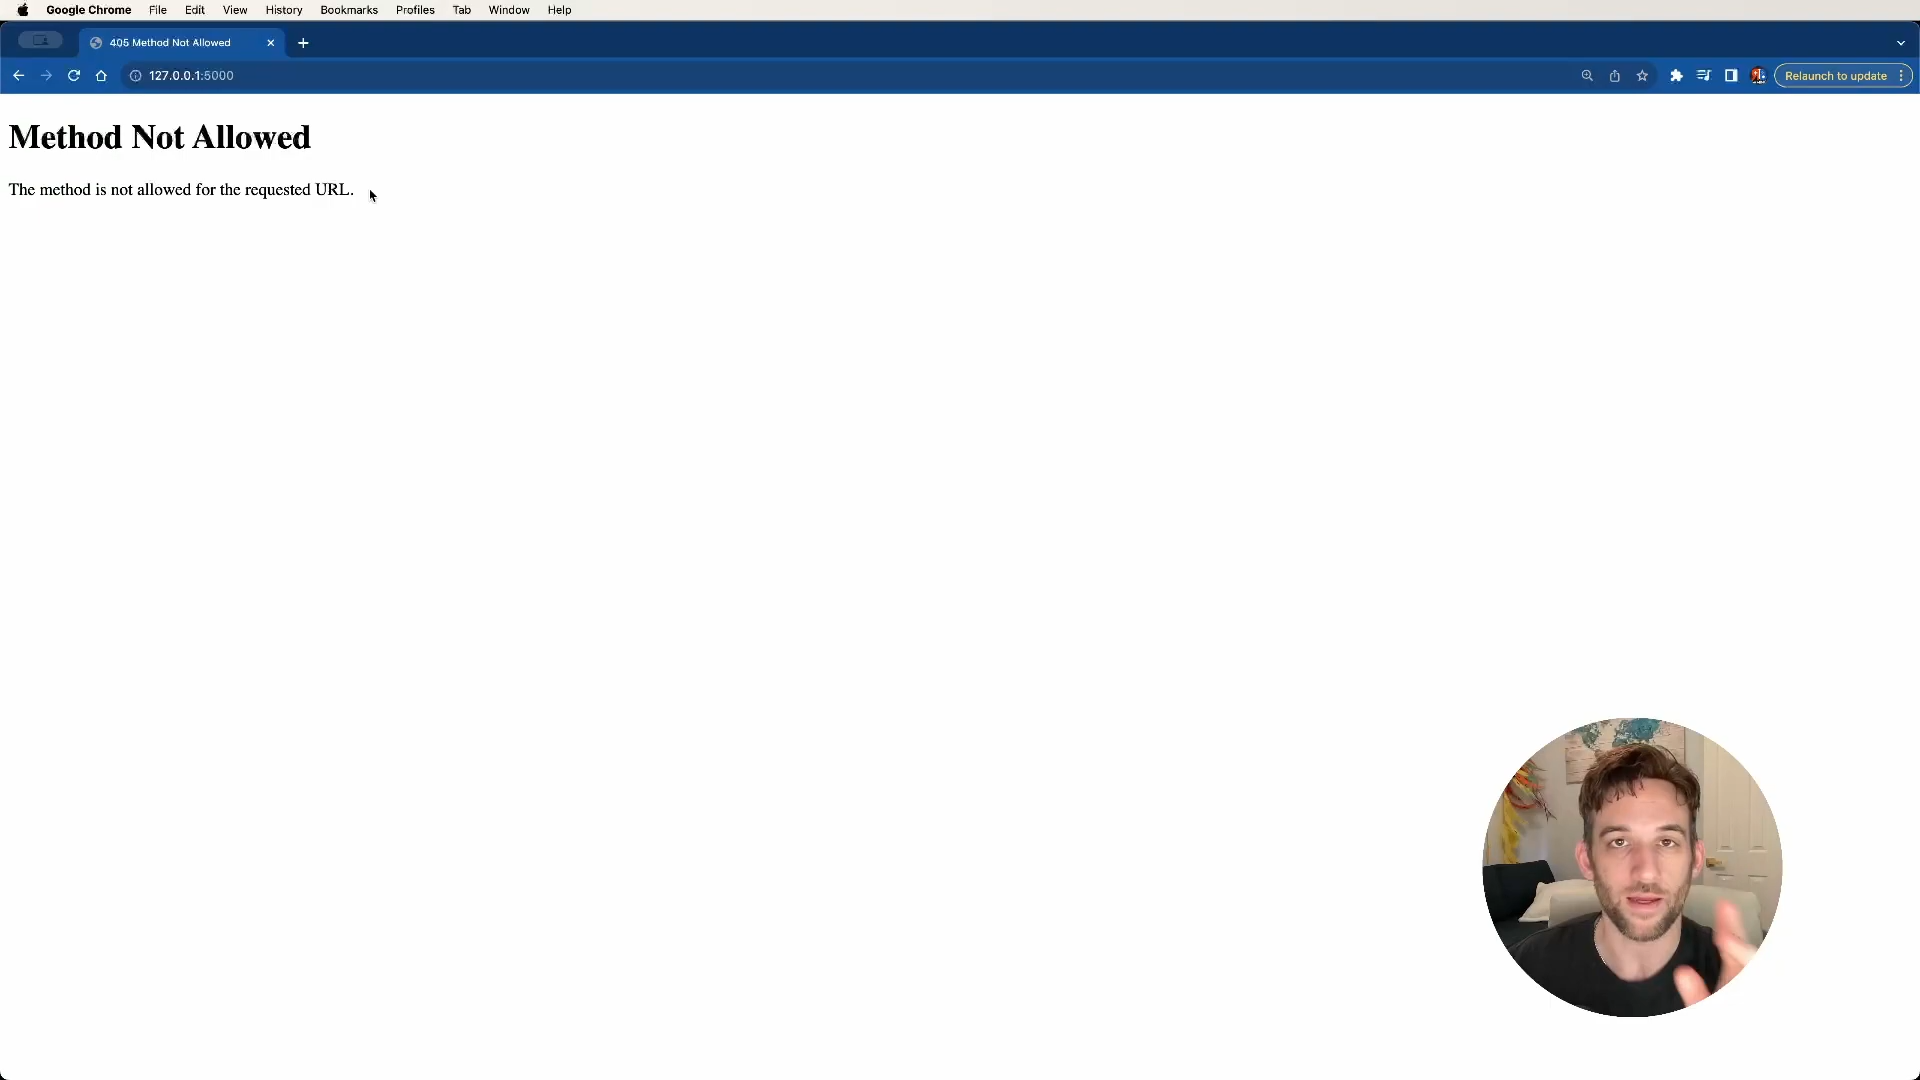 Google Chrome File Edit View History Bookmarks Profiles Tab Window Help
405 Method Not Allowed
127.0.0.1:5000
Relaunch to update
Method Not Allowed
The method is not allowed for the requested URL.